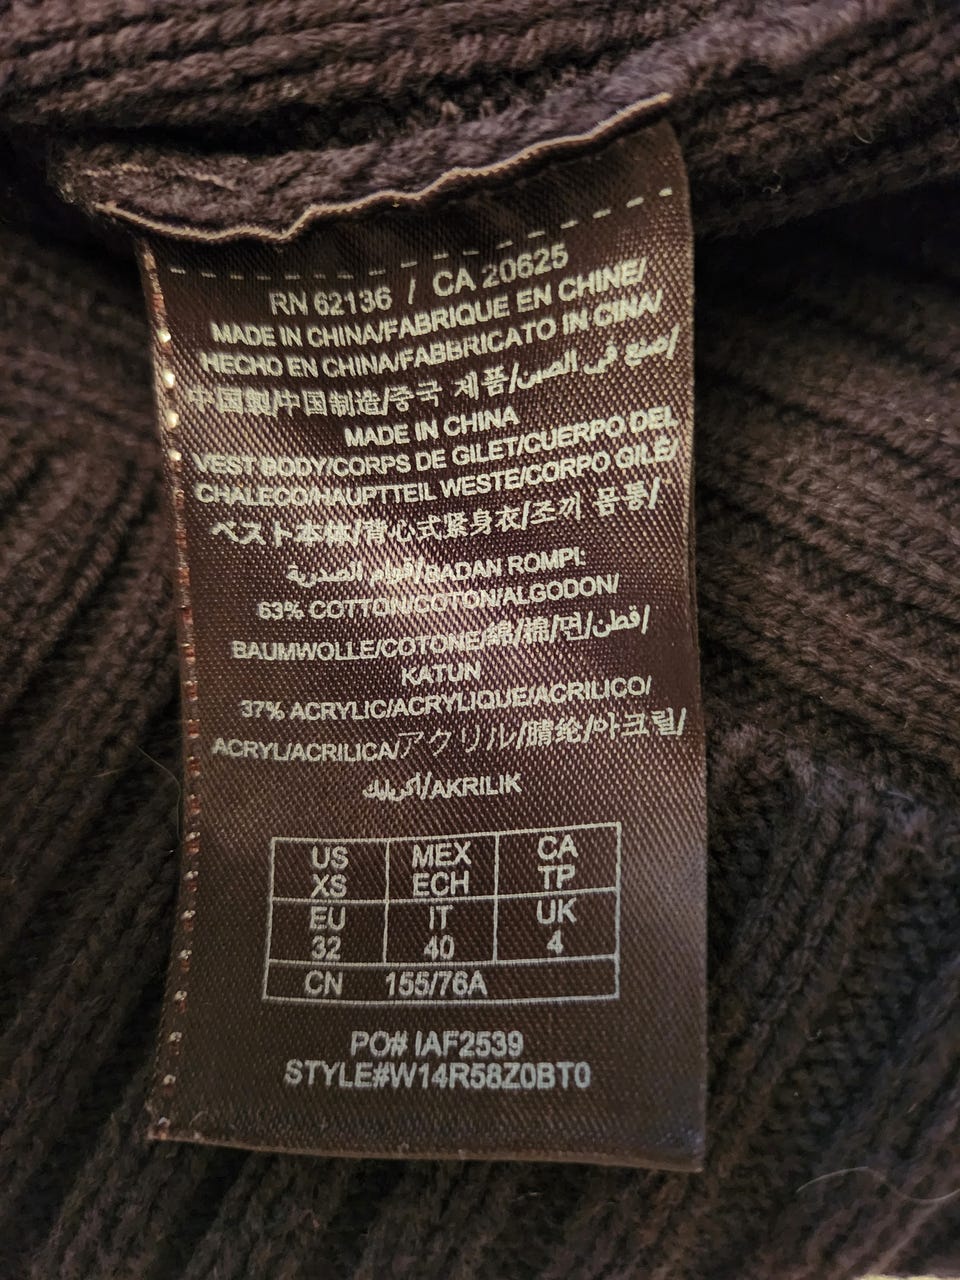 RN 62136 / CA 20625
MADE IN CHINA/FABRIQUE EN CHINE/
HECHO EN CHINA/FABBRICATO IN CINA/
中国製/中国制造/중국 제품/صنع في الصين/
MADE IN CHINA
VEST BODY/CORPS DE GILET/CUERPO DEL
CHALECO/HAUPTTEIL WESTE/CORPO GILE/
ベスト本体/背心式紧身衣/조끼 몸통/
قوام الصدرية/BADAN ROMPI:
63% COTTON/COTON/ALGODON/
BAUMWOLLE/COTONE/綿/棉/면/قطن/
KATUN
37% ACRYLIC/ACRYLIQUE/ACRILICO/
ACRYL/ACRILICA/アクリル/腈纶/아크릴/
أكريليك/AKRILIK
US MEX CA
XS ECH TP
EU IT UK
32 40 4
CN 155/76A
PO# IAF2539
STYLE#W14R58Z0BT0